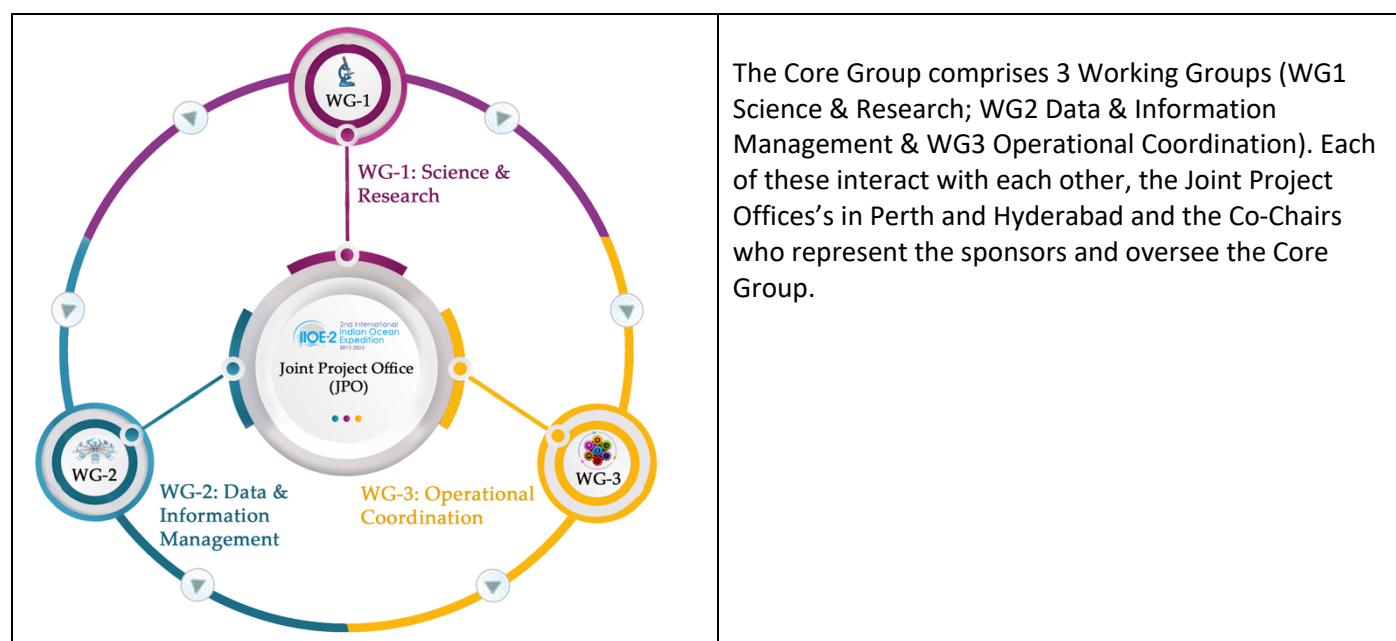 WG-1
WG-1: Science &
Research
2nd International
IIOE-2 Indian Ocean
Expedition
2015-2025
Joint Project Office
(JPO)
WG-2
WG-2: Data &
Information
Management
WG-3: Operational
Coordination
WG-3
The Core Group comprises 3 Working Groups (WG1
Science & Research; WG2 Data & Information
Management & WG3 Operational Coordination). Each
of these interact with each other, the Joint Project
Offices's in Perth and Hyderabad and the Co-Chairs
who represent the sponsors and oversee the Core
Group.